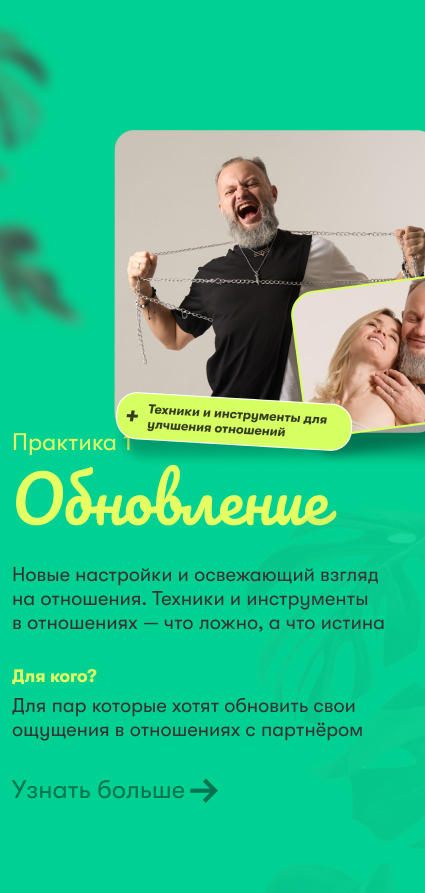 + Техники и инструменты для
улчшения отношений
Практика 1
Обновление
Новые настройки и освежающий взгляд
на отношения. Техники и инструменты
в отношениях — что ложно, а что истина
Для кого?
Для пар которые хотят обновить свои
ощущения в отношениях с партнёром
Узнать больше →